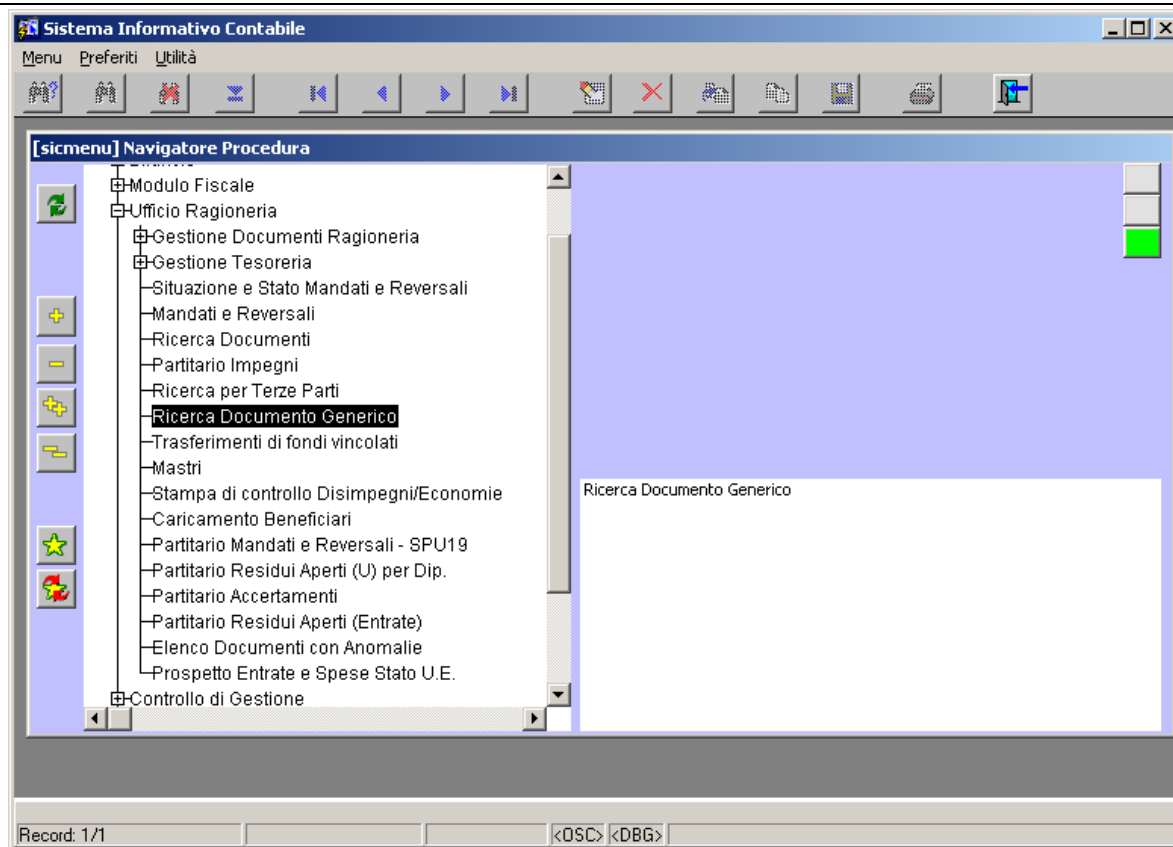 Sistema Informativo Contabile
Menu Preferiti Utilità
[sicmenu] Navigatore Procedura
Modulo Fiscale
Ufficio Ragioneria
Gestione Documenti Ragioneria
Gestione Tesoreria
Situazione e Stato Mandati e Reversali
Mandati e Reversali
Ricerca Documenti
Partitario Impegni
Ricerca per Terze Parti
Ricerca Documento Generico
Trasferimenti di fondi vincolati
Mastri
Stampa di controllo Disimpegni/Economie
Caricamento Beneficiari
Partitario Mandati e Reversali - SPU19
Partitario Residui Aperti (U) per Dip.
Partitario Accertamenti
Partitario Residui Aperti (Entrate)
Elenco Documenti con Anomalie
Prospetto Entrate e Spese Stato U.E.
Controllo di Gestione
Ricerca Documento Generico
Record: 1/1 <OSC> <DBG>